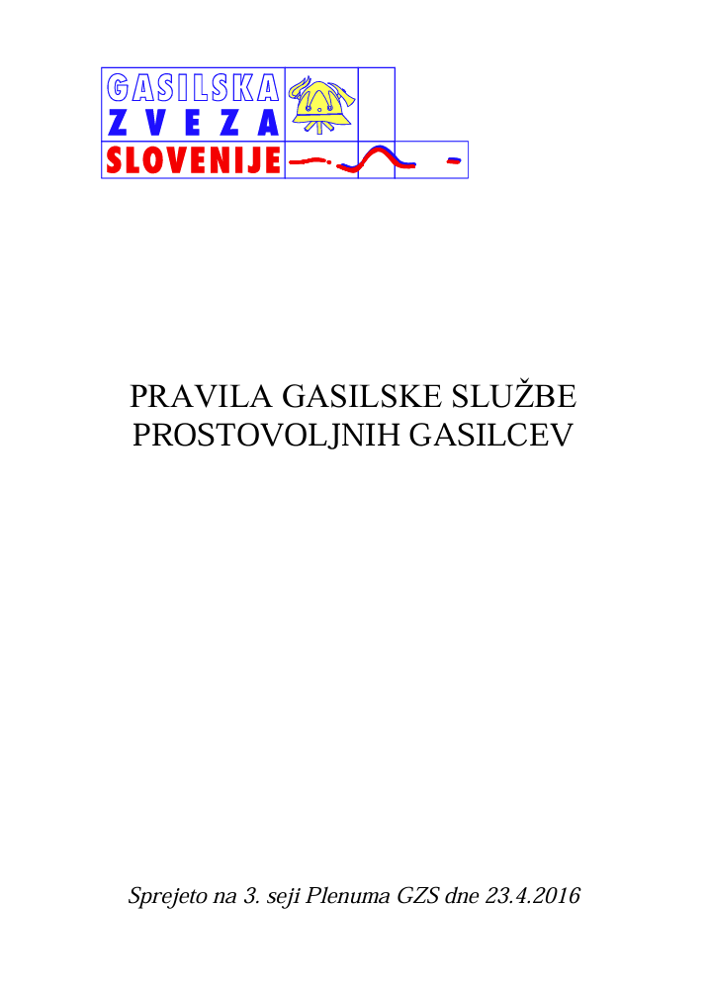 GASILSKA
ZVEZA
SLOVENIJE
PRAVILA GASILSKE SLUŽBE
PROSTOVOLJNIH GASILCEV
Sprejeto na 3. seji Plenuma GZS dne 23.4.2016